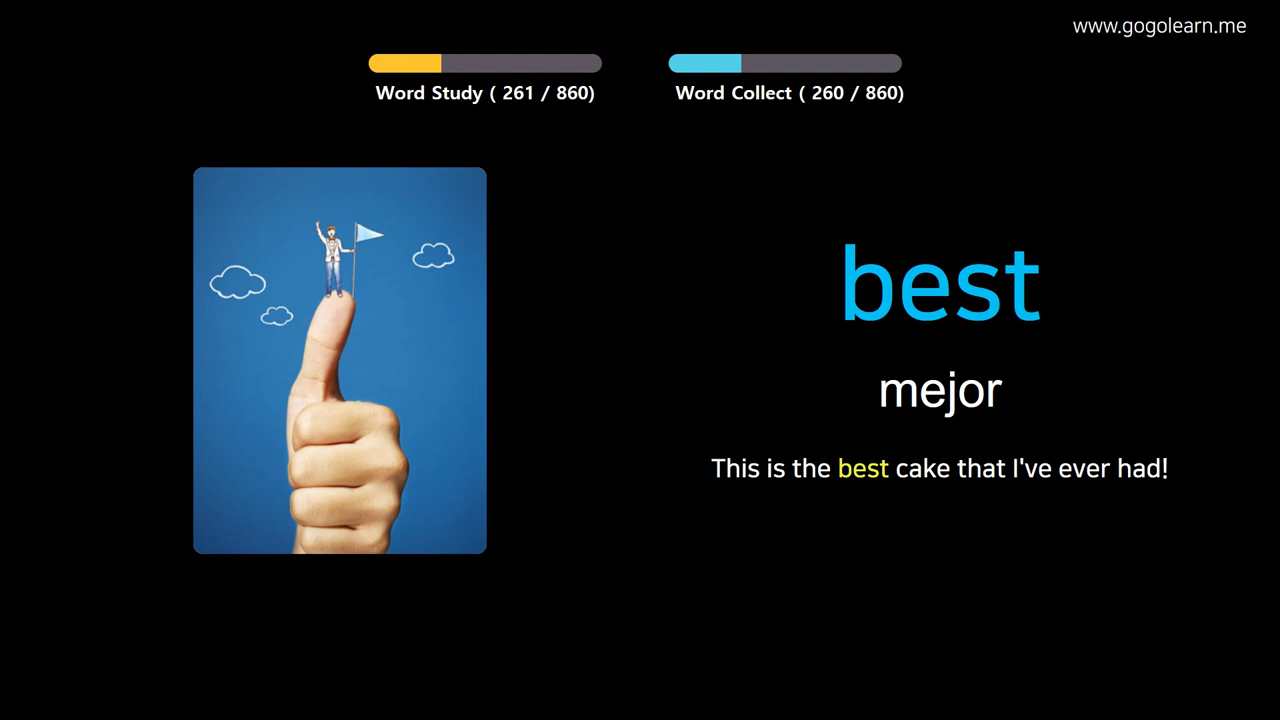 www.gogolearn.me
Word Study ( 261 / 860)
Word Collect ( 260 / 860)
best
mejor
This is the best cake that I've ever had!